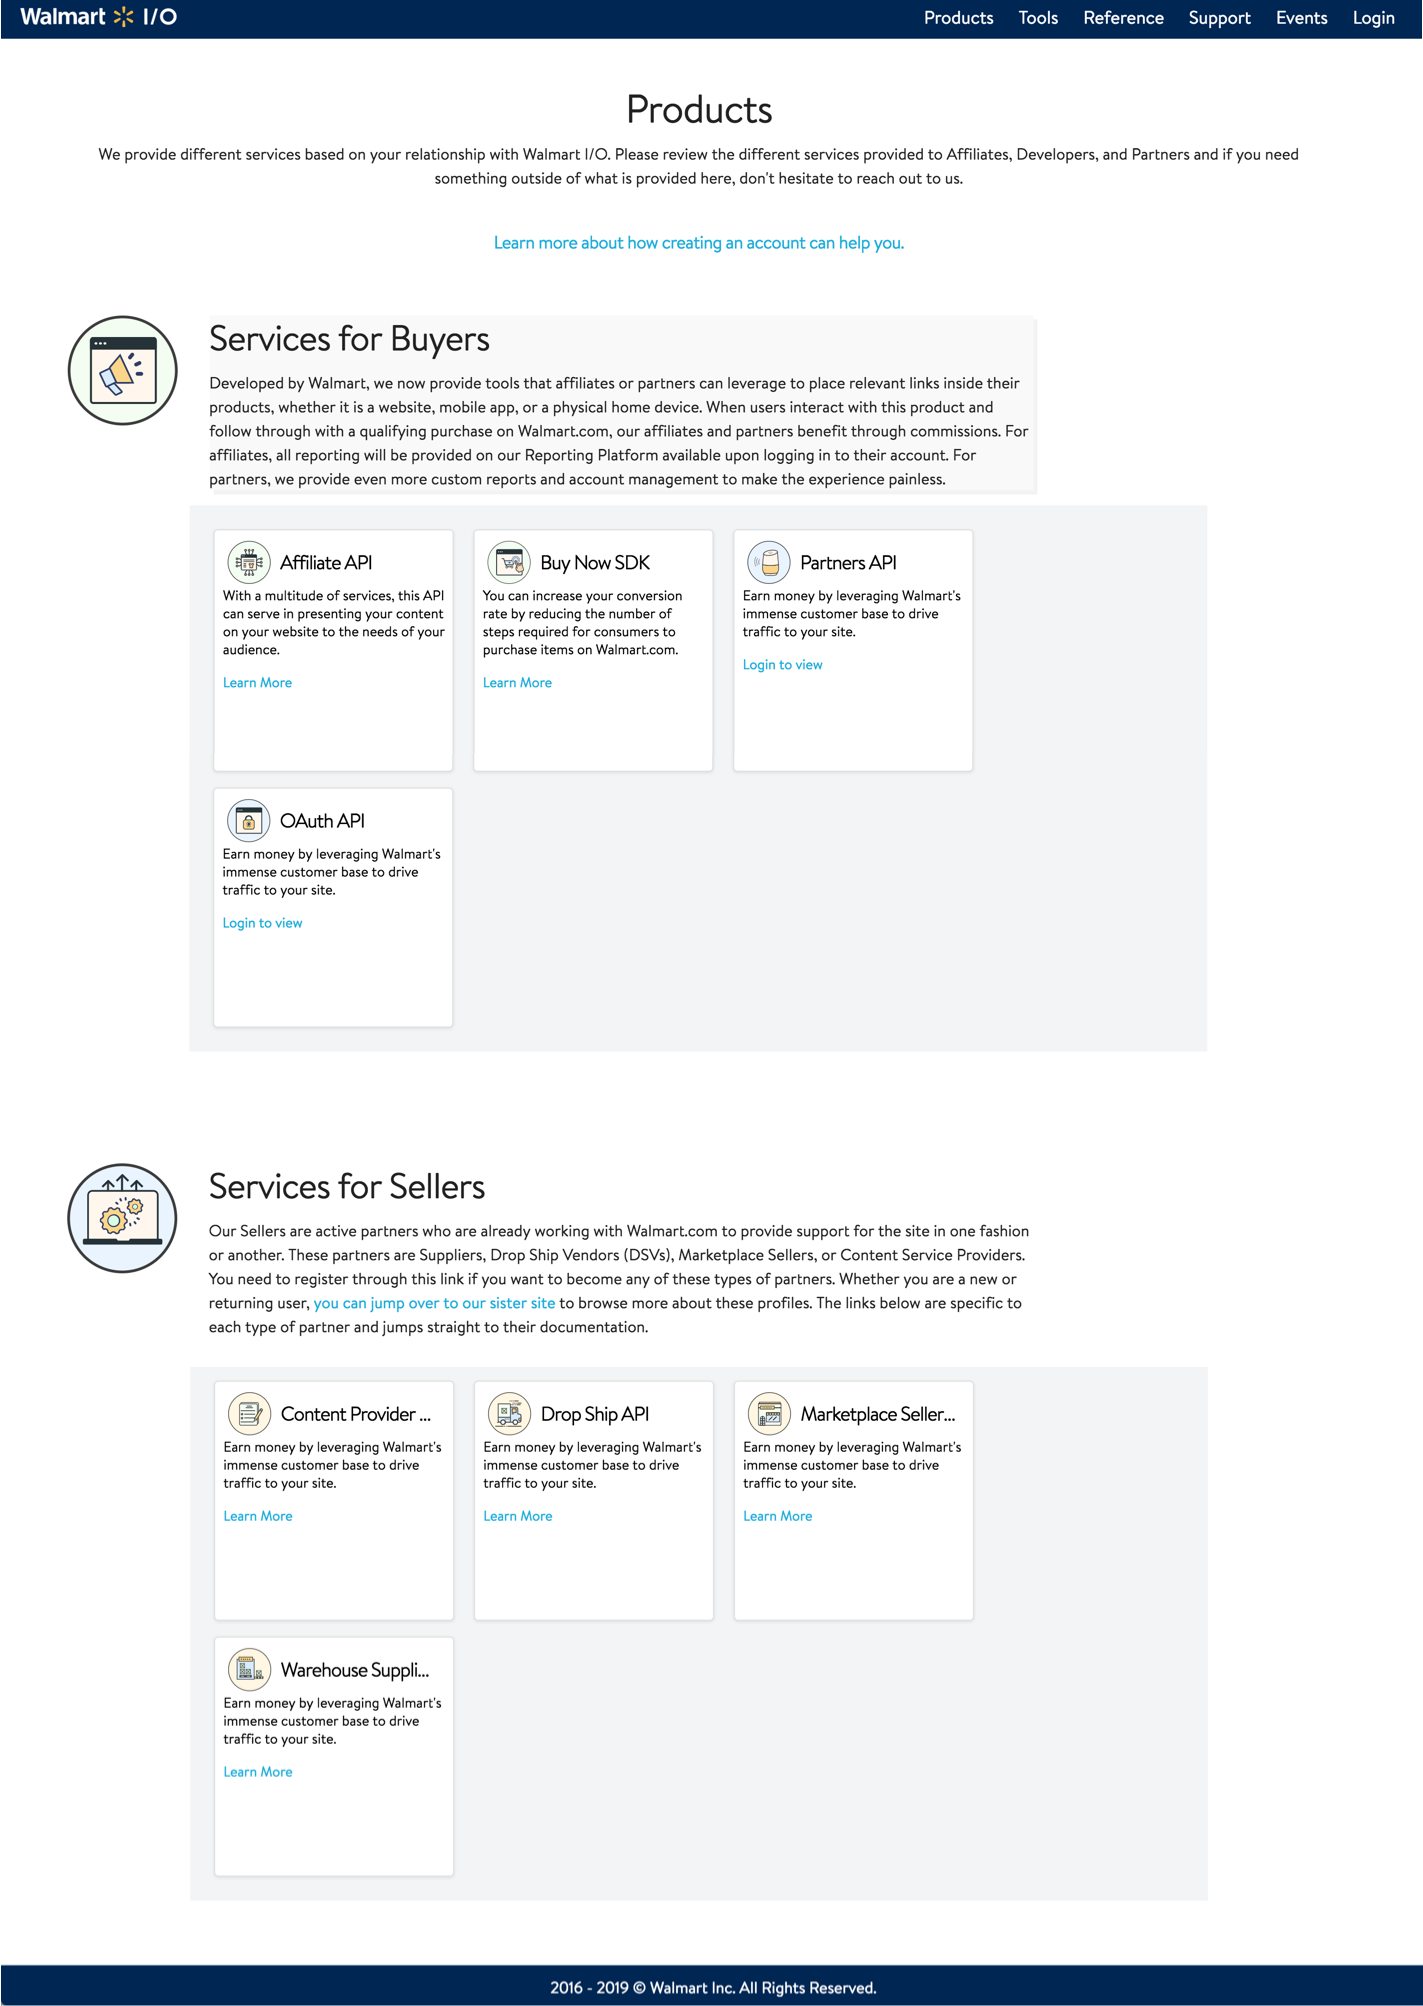 Walmart I/O
Products Tools Reference Support Events Login
Products
We provide different services based on your relationship with Walmart I/O. Please review the different services provided to Affiliates, Developers, and Partners and if you need
something outside of what is provided here, don't hesitate to reach out to us.
Learn more about how creating an account can help you.
Services for Buyers
Developed by Walmart, we now provide tools that affiliates or partners can leverage to place relevant links inside their
products, whether it is a website, mobile app, or a physical home device. When users interact with this product and
follow through with a qualifying purchase on Walmart.com, our affiliates and partners benefit through commissions. For
affiliates, all reporting will be provided on our Reporting Platform available upon logging in to their account. For
partners, we provide even more custom reports and account management to make the experience painless.
Affiliate API
With a multitude of services, this API
can serve in presenting your content
on your website to the needs of your
audience.
Learn More
Buy Now SDK
You can increase your conversion
rate by reducing the number of
steps required for consumers to
purchase items on Walmart.com.
Learn More
Partners API
Earn money by leveraging Walmart's
immense customer base to drive
traffic to your site.
Login to view
OAuth API
Earn money by leveraging Walmart's
immense customer base to drive
traffic to your site.
Login to view
Services for Sellers
Our Sellers are active partners who are already working with Walmart.com to provide support for the site in one fashion
or another. These partners are Suppliers, Drop Ship Vendors (DSVs), Marketplace Sellers, or Content Service Providers.
You need to register through this link if you want to become any of these types of partners. Whether you are a new or
returning user, you can jump over to our sister site to browse more about these profiles. The links below are specific to
each type of partner and jumps straight to their documentation.
Content Provider ...
Earn money by leveraging Walmart's
immense customer base to drive
traffic to your site.
Learn More
Drop Ship API
Earn money by leveraging Walmart's
immense customer base to drive
traffic to your site.
Learn More
Marketplace Seller...
Earn money by leveraging Walmart's
immense customer base to drive
traffic to your site.
Learn More
Warehouse Suppli...
Earn money by leveraging Walmart's
immense customer base to drive
traffic to your site.
Learn More
2016 - 2019 © Walmart Inc. All Rights Reserved.